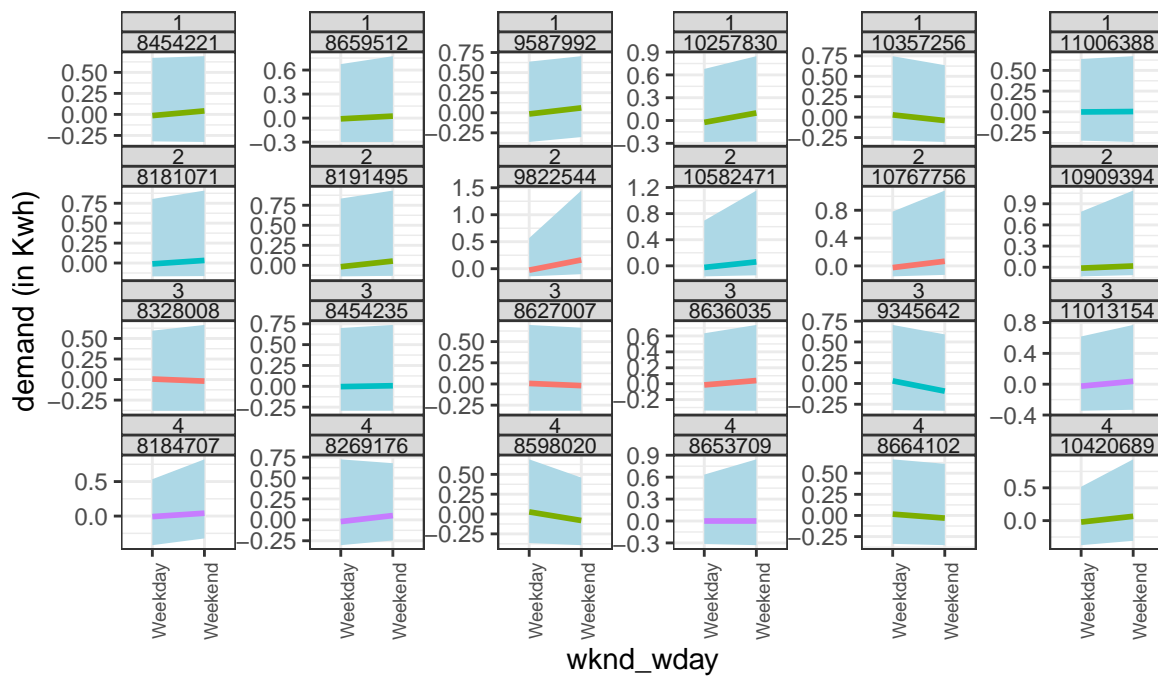 demand (in Kwh)
1 1 1 1 1 1
8454221 8659512 9587992 10257830 10357256 11006388
0.50 0.25 0.00 −0.25
0.6 0.3 0.0 −0.3
0.75 0.50 0.25 0.00 −0.25
0.9 0.6 0.3 0.0 −0.3
0.75 0.50 0.25 0.00 −0.25
0.50 0.25 0.00 −0.25
2 2 2 2 2 2
8181071 8191495 9822544 10582471 10767756 10909394
0.75 0.50 0.25 0.00
0.75 0.50 0.25 0.00
1.5 1.0 0.5 0.0
1.2 0.8 0.4 0.0
0.8 0.4 0.0
0.9 0.6 0.3 0.0
3 3 3 3 3 3
8328008 8454235 8627007 8636035 9345642 11013154
0.50 0.25 0.00 −0.25
0.75 0.50 0.25 0.00 −0.25
0.50 0.25 0.00 −0.25
0.6 0.4 0.2 0.0 −0.2
0.75 0.50 0.25 0.00 −0.25
0.8 0.4 0.0 −0.4
4 4 4 4 4 4
8184707 8269176 8598020 8653709 8664102 10420689
0.5 0.0
0.75 0.50 0.25 0.00 −0.25
0.50 0.25 0.00 −0.25
0.9 0.6 0.3 0.0 −0.3
0.50 0.25 0.00 −0.25
0.5 0.0
Weekday Weekend Weekday Weekend Weekday Weekend Weekday Weekend Weekday Weekend Weekday Weekend
wknd_wday